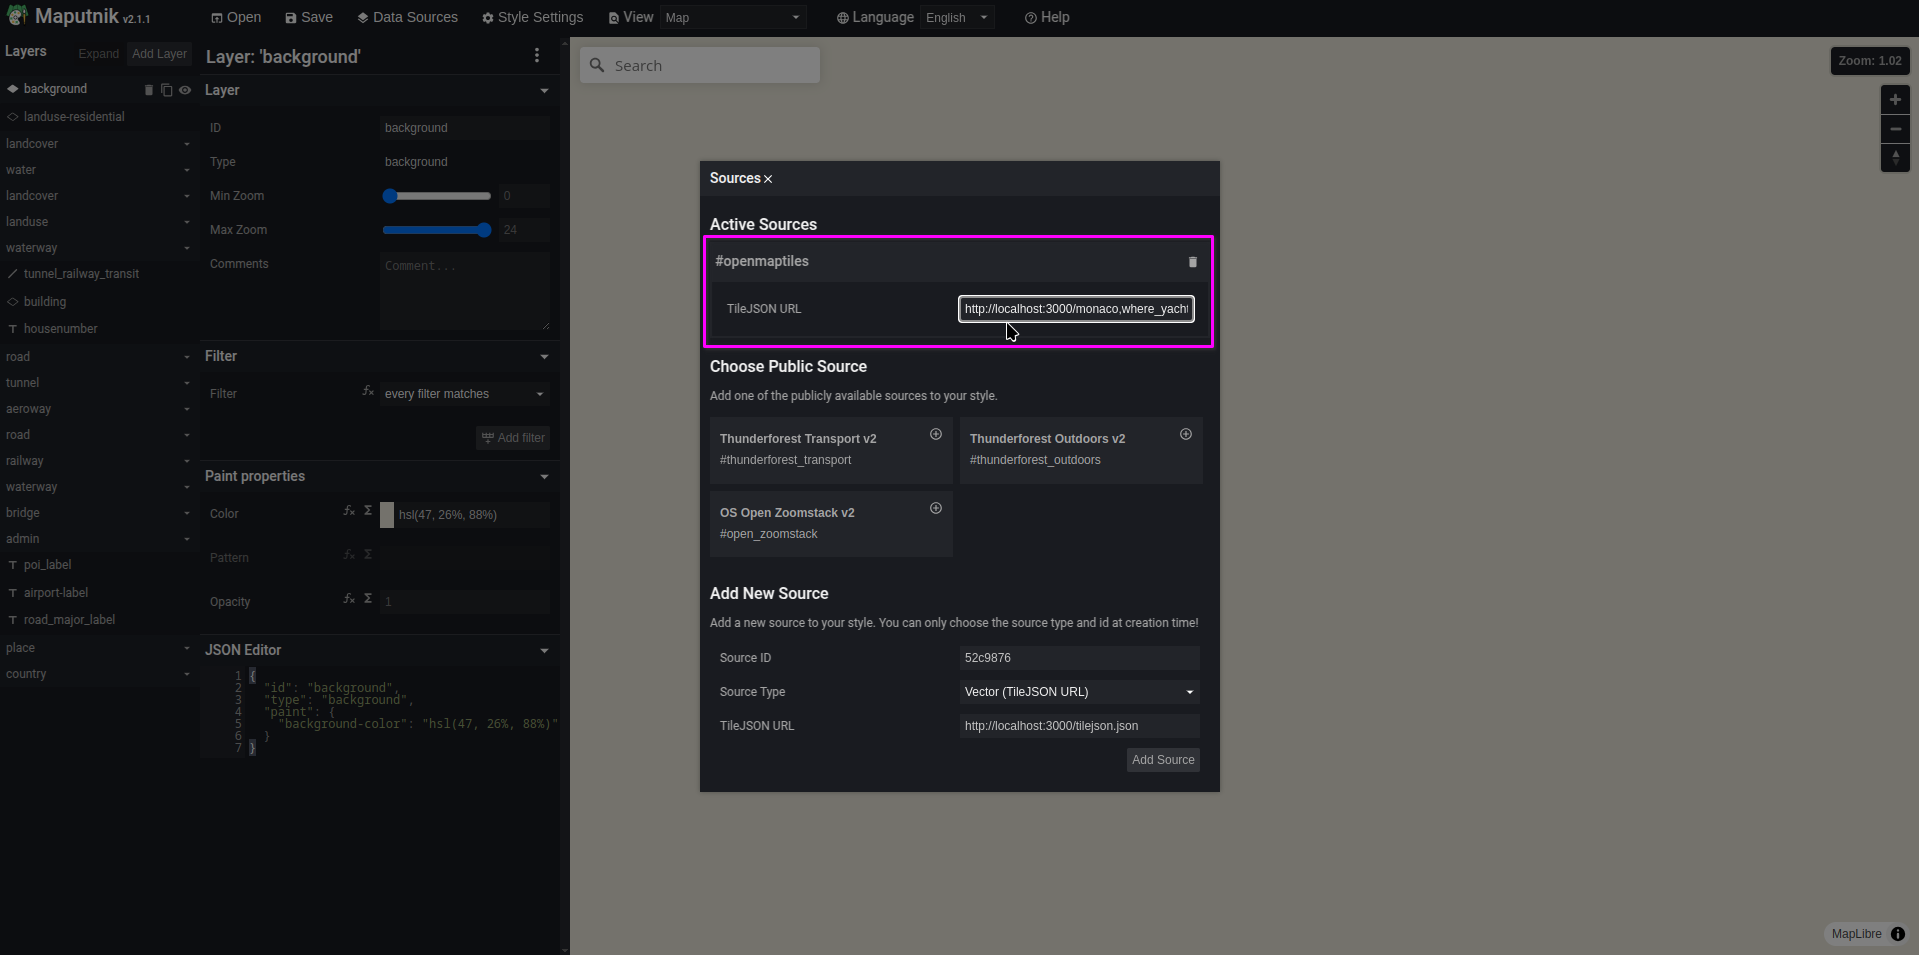 Maputnik v2.1.1
Open
Save
Data Sources
Style Settings
View
Map
Language
English
Help
Layers
Expand
Add Layer
background
landuse-residential
landcover
water
landcover
landuse
waterway
tunnel_railway_transit
building
housenumber
road
tunnel
aeroway
road
railway
waterway
bridge
admin
poi_label
airport-label
road_major_label
place
country
Layer: 'background'
Layer
ID
background
Type
background
Min Zoom
0
Max Zoom
24
Comments
Comment...
Filter
Filter
every filter matches
Add filter
Paint properties
Color
hsl(47, 26%, 88%)
Pattern
Opacity
1
JSON Editor
1 {
2 "id": "background",
3 "type": "background",
4 "paint": {
5 "background-color": "hsl(47, 26%, 88%)"
6 }
7 }
Search
Zoom: 1.02
Sources
Active Sources
#openmaptiles
TileJSON URL
http://localhost:3000/monaco,where_yacht
Choose Public Source
Add one of the publicly available sources to your style.
Thunderforest Transport v2
#thunderforest_transport
Thunderforest Outdoors v2
#thunderforest_outdoors
OS Open Zoomstack v2
#open_zoomstack
Add New Source
Add a new source to your style. You can only choose the source type and id at creation time!
Source ID
52c9876
Source Type
Vector (TileJSON URL)
TileJSON URL
http://localhost:3000/tilejson.json
Add Source
MapLibre